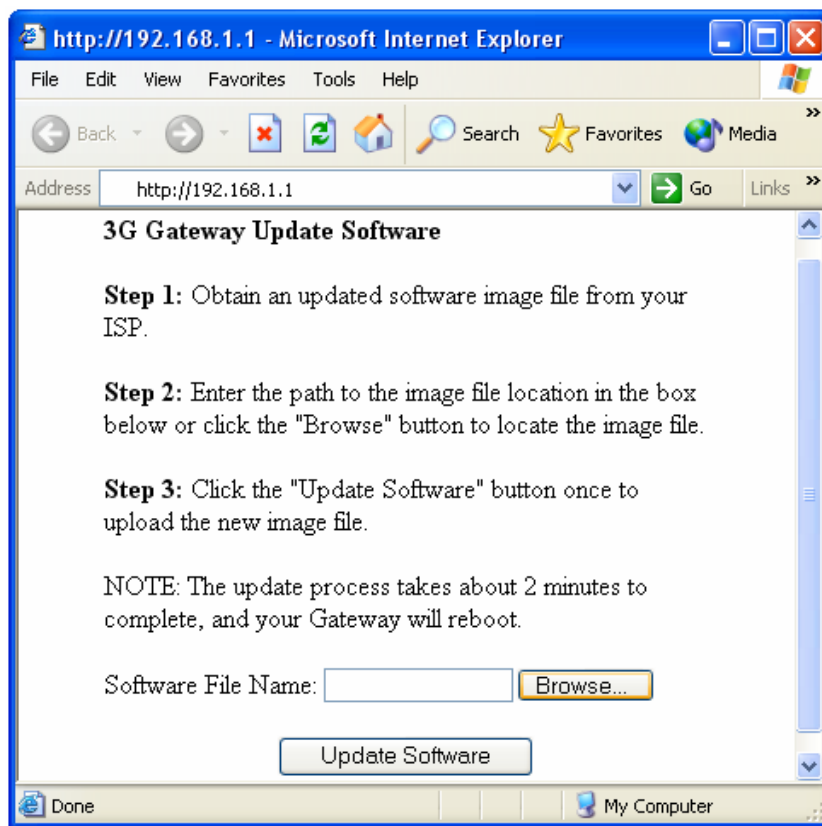 http://192.168.1.1 - Microsoft Internet Explorer
File Edit View Favorites Tools Help
Back Search Favorites Media »
Address http://192.168.1.1 Go Links »
3G Gateway Update Software
Step 1: Obtain an updated software image file from your
ISP.
Step 2: Enter the path to the image file location in the box
below or click the "Browse" button to locate the image file.
Step 3: Click the "Update Software" button once to
upload the new image file.
NOTE: The update process takes about 2 minutes to
complete, and your Gateway will reboot.
Software File Name: Browse...
Update Software
Done My Computer